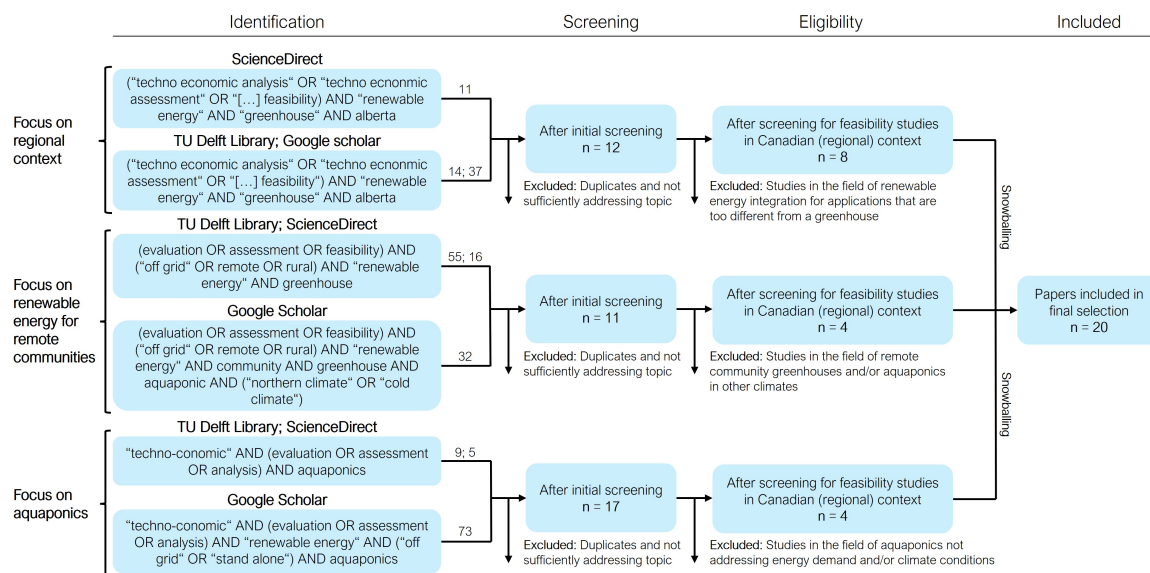 Identification
Screening
Eligibility
Included
Focus on
regional
context
ScienceDirect
(“techno economic analysis“ OR “techno econmic
assessment“ OR “[…] feasibility) AND “renewable
energy“ AND “greenhouse“ AND alberta
11
TU Delft Library; Google scholar
(“techno economic analysis“ OR “techno econmic
assessment“ OR “[…] feasibility“) AND “renewable
energy“ AND “greenhouse“ AND alberta
14; 37
After initial screening
n = 12
Excluded: Duplicates and not
sufficiently addressing topic
After screening for feasibility studies
in Canadian (regional) context
n = 8
Excluded: Studies in the field of renewable
energy integration for applications that are
too different from a greenhouse
Snowballing
Focus on
renewable
energy for
remote
communities
TU Delft Library; ScienceDirect
(evaluation OR assessment OR feasibility) AND
(“off grid“ OR remote OR rural) AND “renewable
energy“ AND greenhouse
55; 16
Google Scholar
(evaluation OR assessment OR feasibility) AND
(“off grid“ OR remote OR rural) AND “renewable
energy“ AND community AND greenhouse AND
aquaponic AND (“northern climate“ OR “cold
climate“)
32
After initial screening
n = 11
Excluded: Duplicates and not
sufficiently addressing topic
After screening for feasibility studies
in Canadian (regional) context
n = 4
Excluded: Studies in the field of remote
community greenhouses and/or aquaponics
in other climates
Papers included in
final selection
n = 20
Snowballing
Focus on
aquaponics
TU Delft Library; ScienceDirect
“techno-conomic“ AND (evaluation OR assessment
OR analysis) AND aquaponics
9; 5
Google Scholar
“techno-conomic“ AND (evaluation OR assessment
OR analysis) AND “renewable energy“ AND (“off
grid“ OR “stand alone“) AND aquaponics
73
After initial screening
n = 17
Excluded: Duplicates and not
sufficiently addressing topic
After screening for feasibility studies
in Canadian (regional) context
n = 4
Excluded: Studies in the field of aquaponics not
addressing energy demand and/or climate conditions